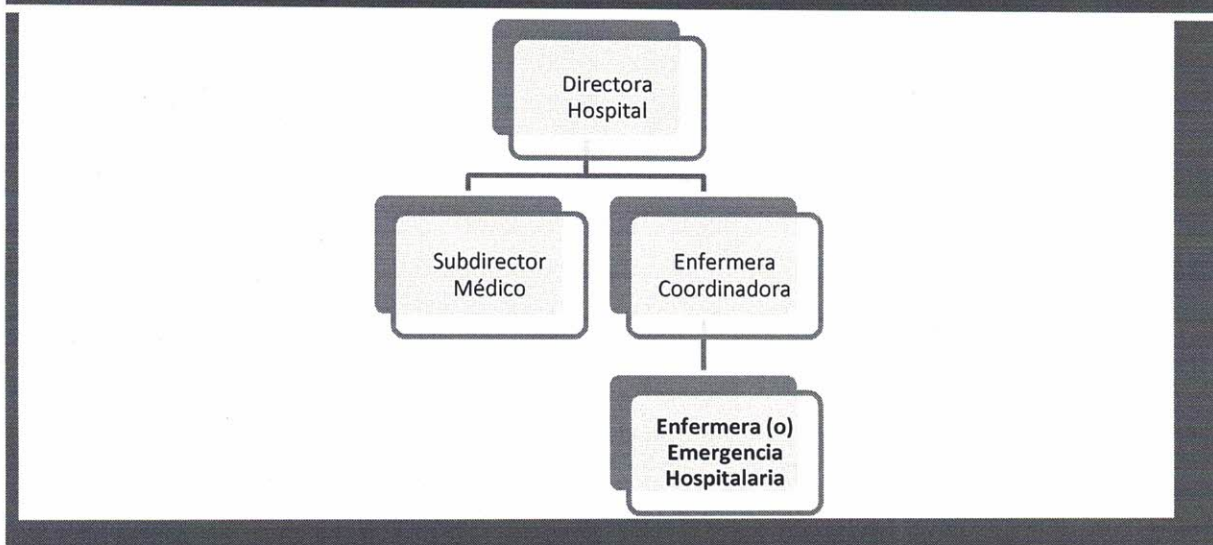 Directora
Hospital
Subdirector
Médico
Enfermera
Coordinadora
Enfermera (o)
Emergencia
Hospitalaria